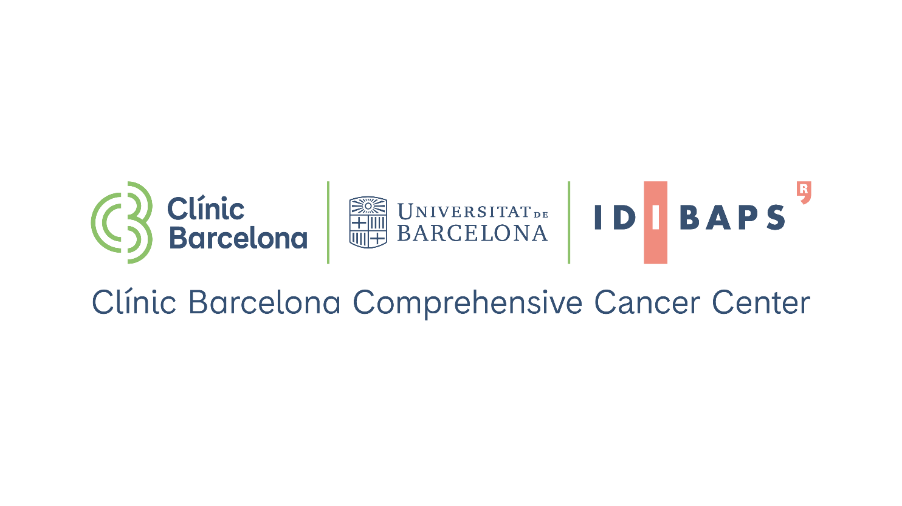 Clínic
Barcelona
UNIVERSITAT DE
BARCELONA
IDIBAPS
R
Clínic Barcelona Comprehensive Cancer Center